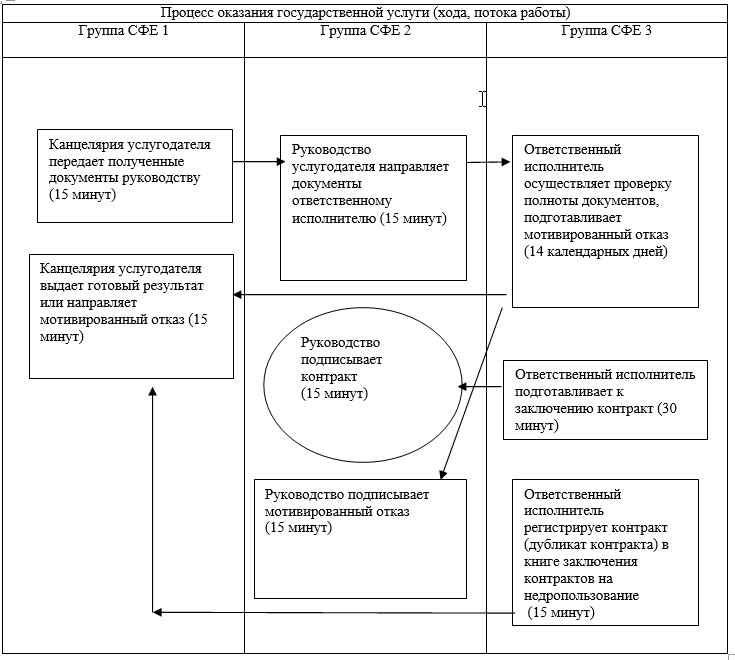 Процесс оказания государственной услуги (хода, потока работы)
Группа СФЕ 1
Группа СФЕ 2
Группа СФЕ 3
Канцелярия услугодателя
передает полученные
документы руководству
(15 минут)
Руководство
услугодателя направляет
документы
ответственному
исполнителю (15 минут)
Ответственный
исполнитель
осуществляет проверку
полноты документов,
подготавливает
мотивированный отказ
(14 календарных дней)
Канцелярия услугодателя
выдает готовый результат
или направляет
мотивированный отказ (15
минут)
Руководство
подписывает
контракт
(15 минут)
Ответственный исполнитель
подготавливает к
заключению контракт (30
минут)
Руководство подписывает
мотивированный отказ
(15 минут)
Ответственный
исполнитель
регистрирует контракт
(дубликат контракта) в
книге заключения
контрактов на
недропользование
(15 минут)